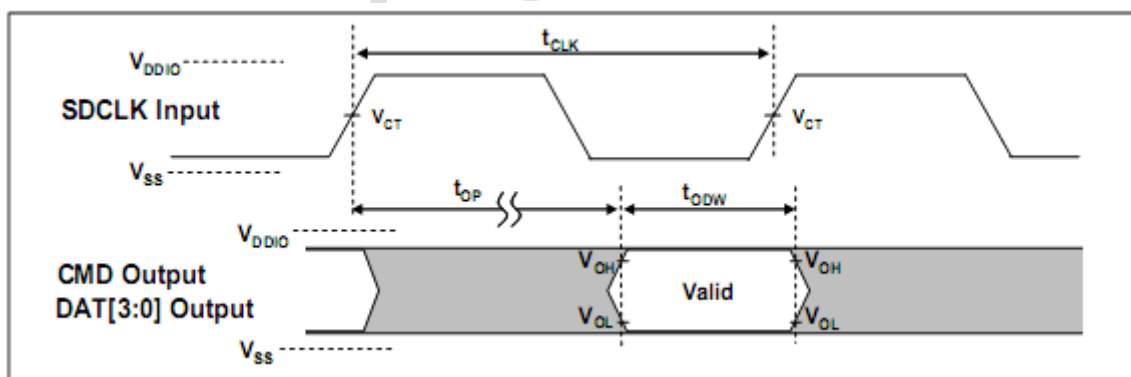 tCLK
VDDIO
SDCLK Input
VCT
VCT
VSS
tOP
tODW
VDDIO
CMD Output
DAT[3:0] Output
VOH
VOH
Valid
VOL
VOL
VSS